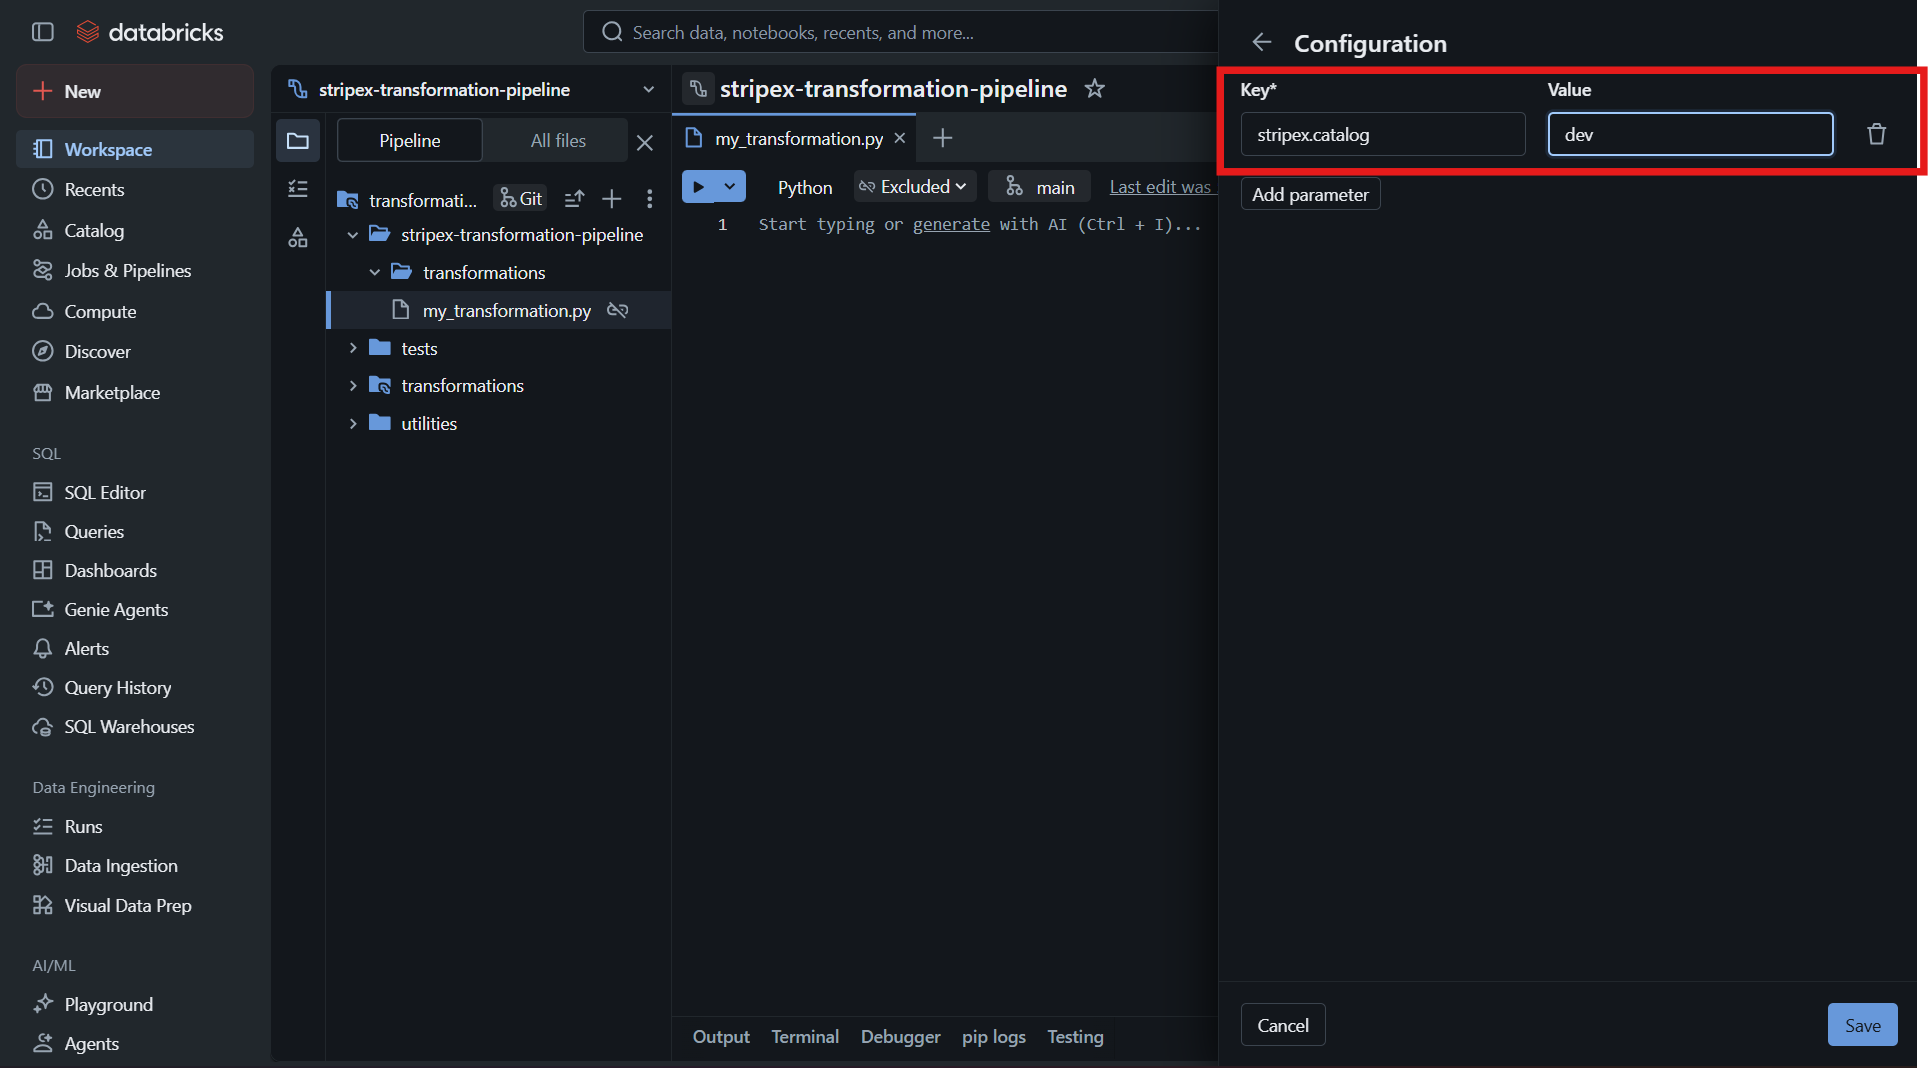 databricks
Search data, notebooks, recents, and more...
New
Workspace
Recents
Catalog
Jobs & Pipelines
Compute
Discover
Marketplace
SQL
SQL Editor
Queries
Dashboards
Genie Agents
Alerts
Query History
SQL Warehouses
Data Engineering
Runs
Data Ingestion
Visual Data Prep
AI/ML
Playground
Agents
stripex-transformation-pipeline
Pipeline
All files
transformati...
Git
stripex-transformation-pipeline
transformations
my_transformation.py
tests
transformations
utilities
stripex-transformation-pipeline
my_transformation.py
Python
Excluded
main
Last edit was
1
Start typing or generate with AI (Ctrl + I)...
Output
Terminal
Debugger
pip logs
Testing
Configuration
Key*
Value
stripex.catalog
dev
Add parameter
Cancel
Save